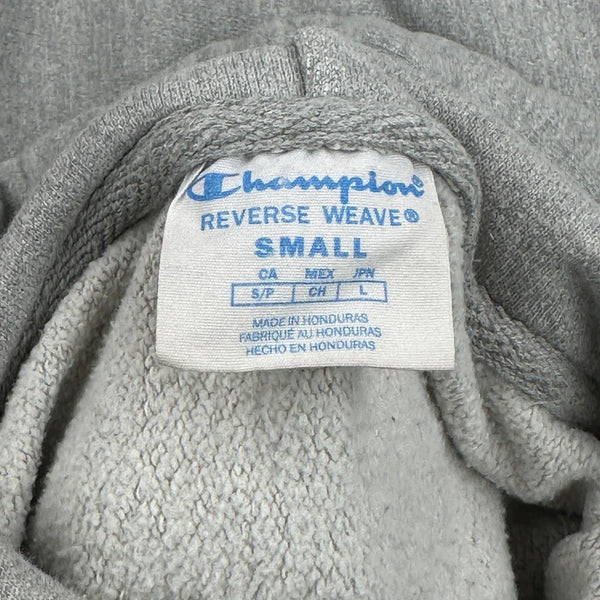 Champion®
REVERSE WEAVE®
SMALL
CA MEX JPN
S/P CH L
MADE IN HONDURAS
FABRIQUÉ AU HONDURAS
HECHO EN HONDURAS